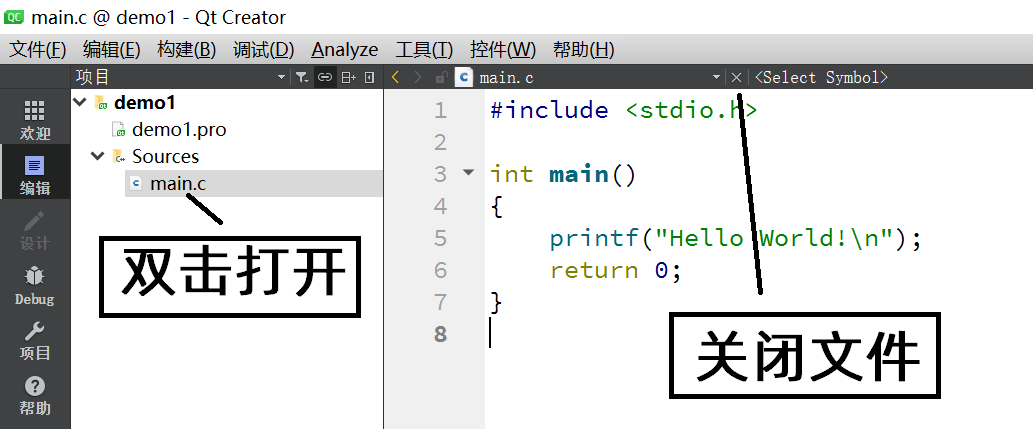 QC main.c @ demo1 - Qt Creator
文件(F) 编辑(E) 构建(B) 调试(D) Analyze 工具(T) 控件(W) 帮助(H)
项目
main.c
<Select Symbol>
欢迎
编辑
设计
Debug
项目
帮助
demo1
demo1.pro
Sources
main.c
双击打开
1 #include <stdio.h>
2
3 int main()
4 {
5     printf("Hello World!\n");
6     return 0;
7 }
8
关闭文件